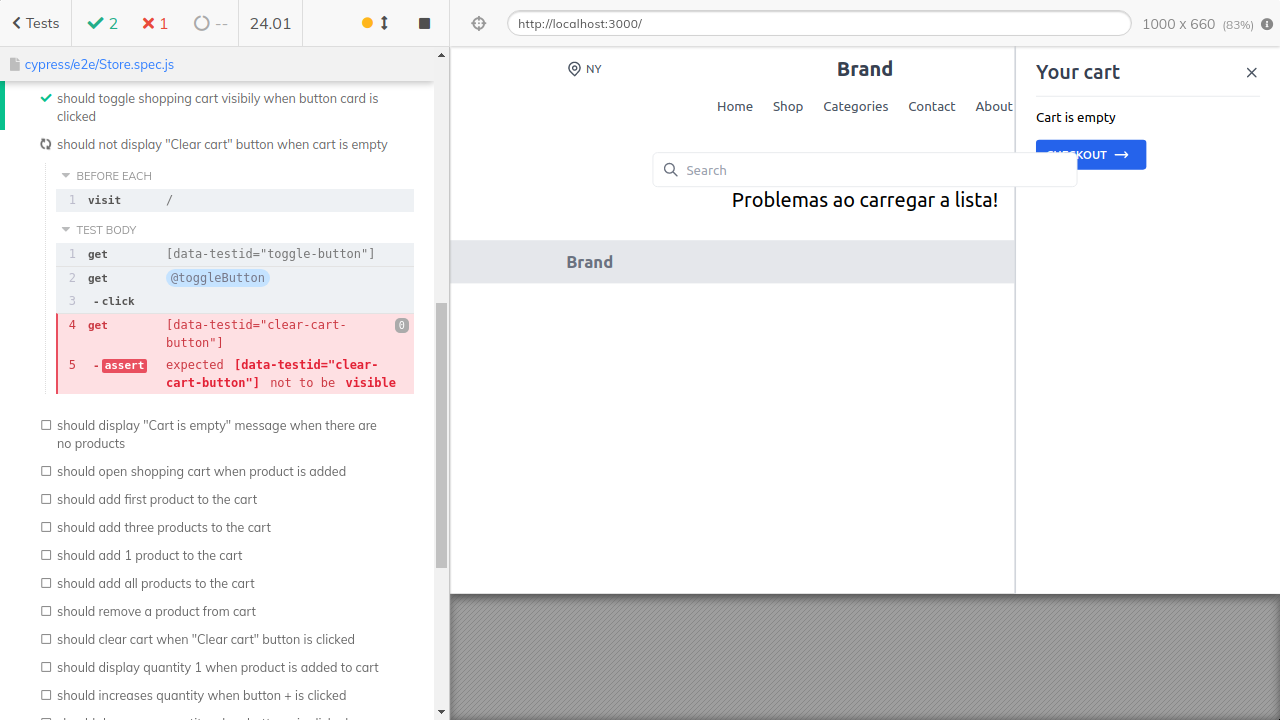 Tests
2
1
--
24.01
cypress/e2e/Store.spec.js
should toggle shopping cart visibily when button card is
clicked
should not display "Clear cart" button when cart is empty
BEFORE EACH
1 visit /
TEST BODY
1 get [data-testid="toggle-button"]
2 get @toggleButton
3 -click
4 get [data-testid="clear-cart-
button"] 0
5 -assert expected [data-testid="clear-
cart-button"] not to be visible
should display "Cart is empty" message when there are
no products
should open shopping cart when product is added
should add first product to the cart
should add three products to the cart
should add 1 product to the cart
should add all products to the cart
should remove a product from cart
should clear cart when "Clear cart" button is clicked
should display quantity 1 when product is added to cart
should increases quantity when button + is clicked
http://localhost:3000/
1000 x 660 (83%)
NY
Brand
Home Shop Categories Contact About
Search
Problemas ao carregar a lista!
Brand
Your cart
Cart is empty
CHECKOUT